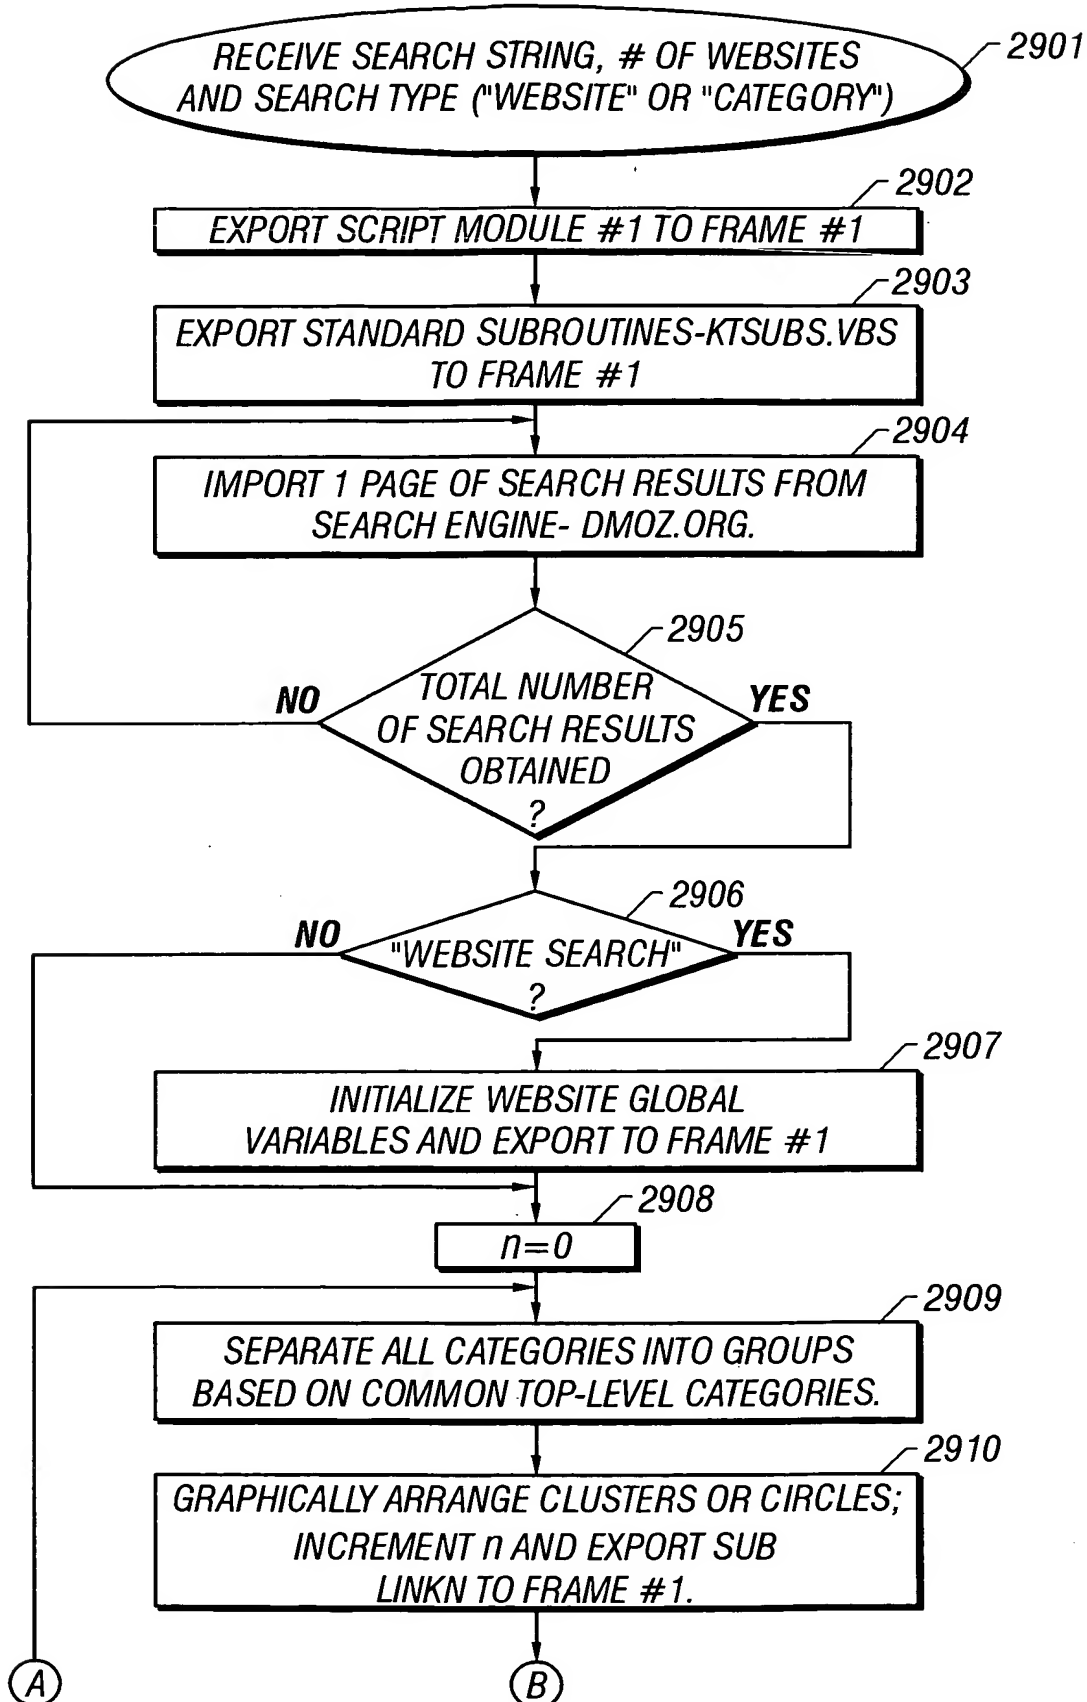 RECEIVE SEARCH STRING, # OF WEBSITES
AND SEARCH TYPE ("WEBSITE" OR "CATEGORY")
2901
2902
EXPORT SCRIPT MODULE #1 TO FRAME #1
2903
EXPORT STANDARD SUBROUTINES-KTSUBS.VBS
TO FRAME #1
2904
IMPORT 1 PAGE OF SEARCH RESULTS FROM
SEARCH ENGINE- DMOZ.ORG.
2905
NO
YES
TOTAL NUMBER
OF SEARCH RESULTS
OBTAINED
?
2906
NO
YES
"WEBSITE SEARCH"
?
2907
INITIALIZE WEBSITE GLOBAL
VARIABLES AND EXPORT TO FRAME #1
2908
n=0
2909
SEPARATE ALL CATEGORIES INTO GROUPS
BASED ON COMMON TOP-LEVEL CATEGORIES.
2910
GRAPHICALLY ARRANGE CLUSTERS OR CIRCLES;
INCREMENT n AND EXPORT SUB
LINKN TO FRAME #1.
A
B